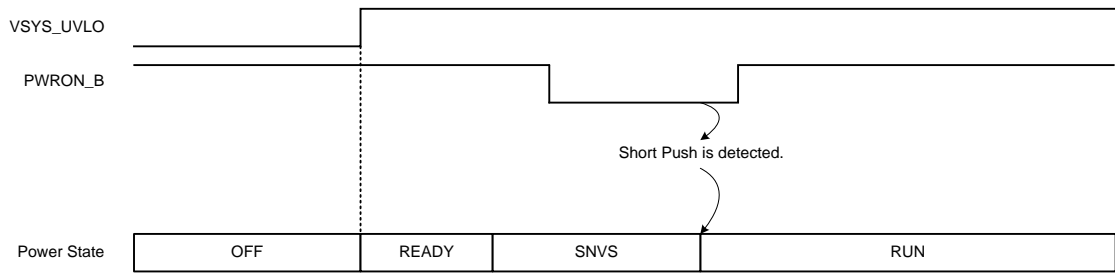 VSYS_UVLO
PWRON_B
Short Push is detected.
Power State OFF READY SNVS RUN